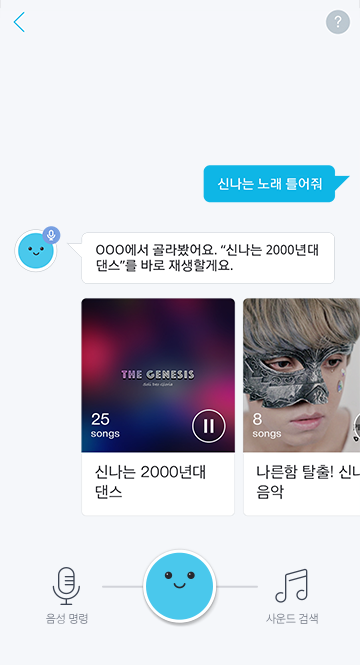 ?
신나는 노래 틀어줘
OOO에서 골라봤어요. “신나는 2000년대
댄스”를 바로 재생할게요.
THE GENESIS
25
songs
8
songs
신나는 2000년대
댄스
나른함 탈출! 신나
음악
음성 명령
사운드 검색